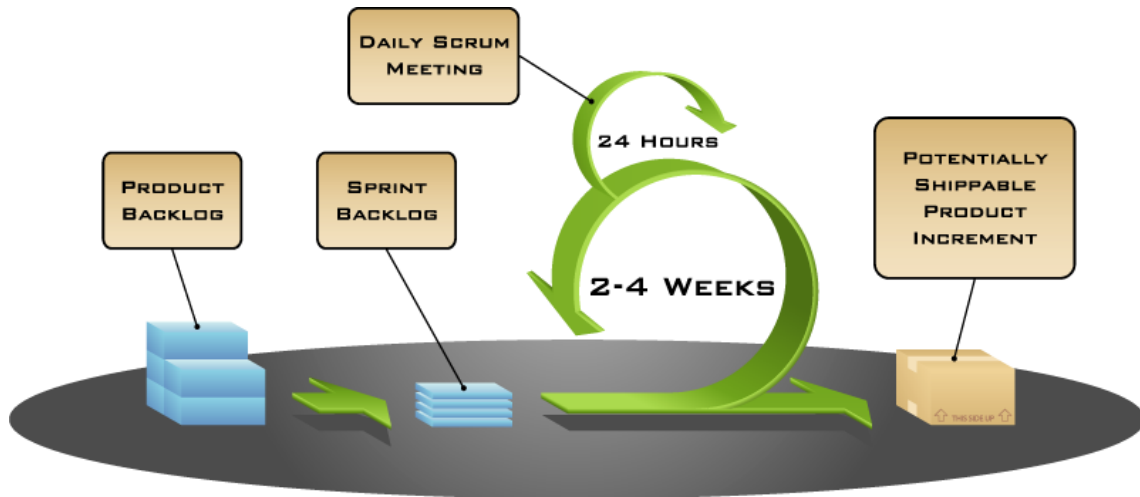 Daily Scrum
Meeting
24 Hours
Product
Backlog
Sprint
Backlog
Potentially
Shippable
Product
Increment
2-4 Weeks
THIS SIDE UP